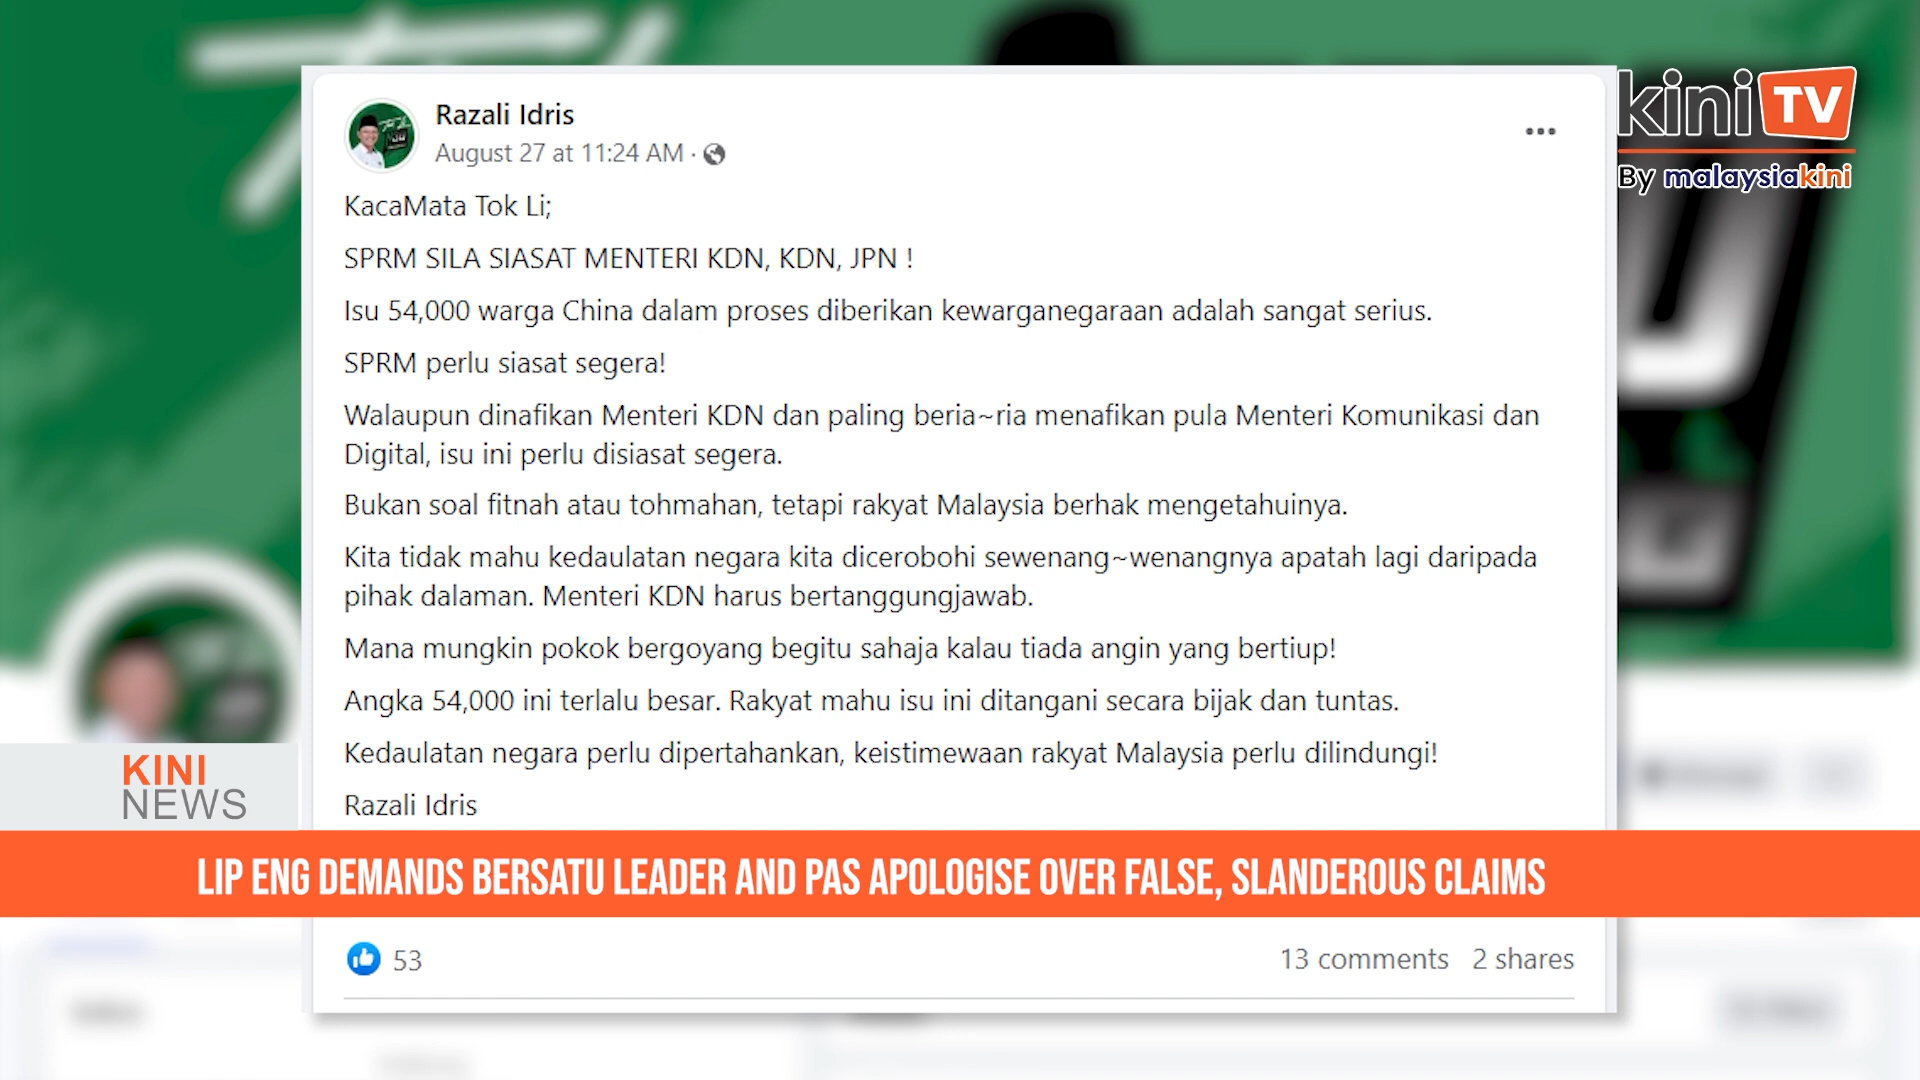 kini TV
By malaysiakini
Razali Idris
August 27 at 11:24 AM ·
KacaMata Tok Li;
SPRM SILA SIASAT MENTERI KDN, KDN, JPN !
Isu 54,000 warga China dalam proses diberikan kewarganegaraan adalah sangat serius.
SPRM perlu siasat segera!
Walaupun dinafikan Menteri KDN dan paling beria~ria menafikan pula Menteri Komunikasi dan
Digital, isu ini perlu disiasat segera.
Bukan soal fitnah atau tohmahan, tetapi rakyat Malaysia berhak mengetahuinya.
Kita tidak mahu kedaulatan negara kita dicerobohi sewenang~wenangnya apatah lagi daripada
pihak dalaman. Menteri KDN harus bertanggungjawab.
Mana mungkin pokok bergoyang begitu sahaja kalau tiada angin yang bertiup!
Angka 54,000 ini terlalu besar. Rakyat mahu isu ini ditangani secara bijak dan tuntas.
Kedaulatan negara perlu dipertahankan, keistimewaan rakyat Malaysia perlu dilindungi!
Razali Idris
KINI
NEWS
LIP ENG DEMANDS BERSATU LEADER AND PAS APOLOGISE OVER FALSE, SLANDEROUS CLAIMS
53
13 comments 2 shares